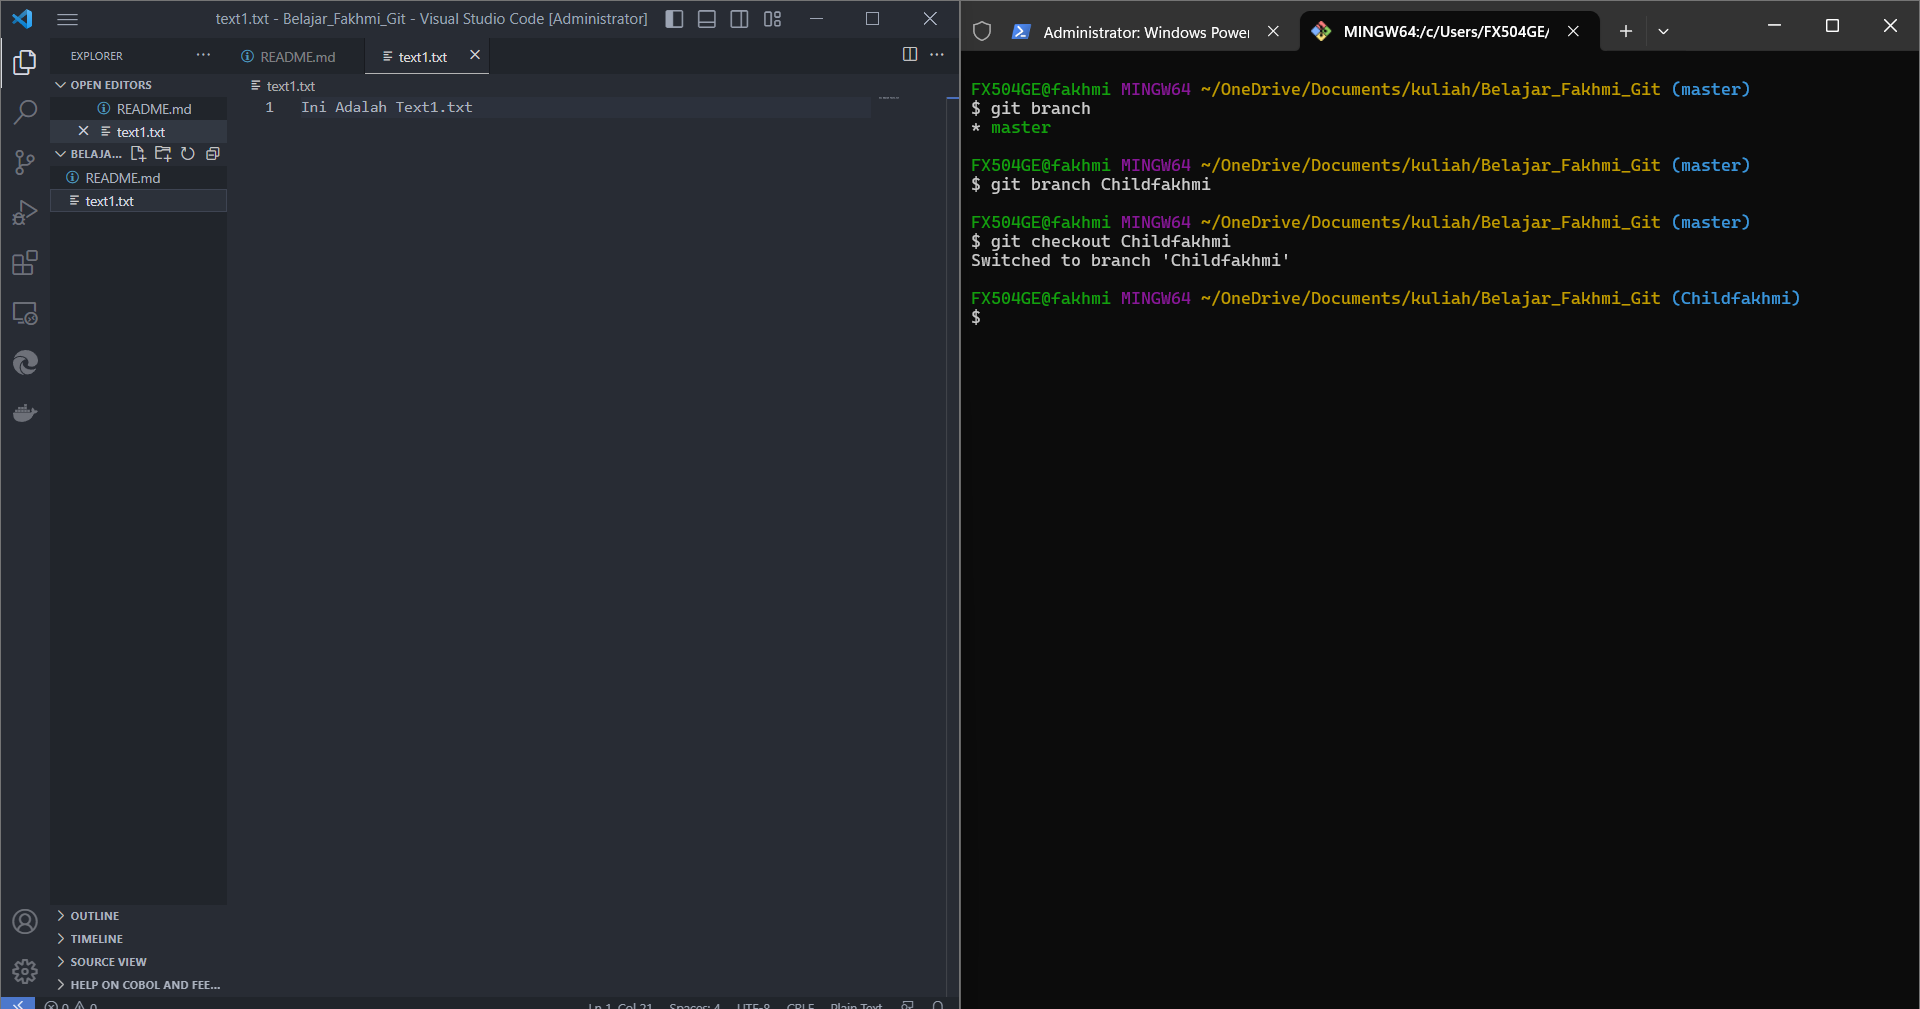 text1.txt - Belajar_Fakhmi_Git - Visual Studio Code [Administrator]
EXPLORER
README.md
text1.txt
OPEN EDITORS
README.md
text1.txt
BELAJA...
README.md
text1.txt
text1.txt
1 Ini Adalah Text1.txt
OUTLINE
TIMELINE
SOURCE VIEW
HELP ON COBOL AND FEE...
0 0
Ln 1, Col 21 Spaces: 4 UTF-8 CRLF Plain Text
Administrator: Windows Power
MINGW64:/c/Users/FX504GE/
FX504GE@fakhmi MINGW64 ~/OneDrive/Documents/kuliah/Belajar_Fakhmi_Git (master)
$ git branch
* master
FX504GE@fakhmi MINGW64 ~/OneDrive/Documents/kuliah/Belajar_Fakhmi_Git (master)
$ git branch Childfakhmi
FX504GE@fakhmi MINGW64 ~/OneDrive/Documents/kuliah/Belajar_Fakhmi_Git (master)
$ git checkout Childfakhmi
Switched to branch 'Childfakhmi'
FX504GE@fakhmi MINGW64 ~/OneDrive/Documents/kuliah/Belajar_Fakhmi_Git (Childfakhmi)
$